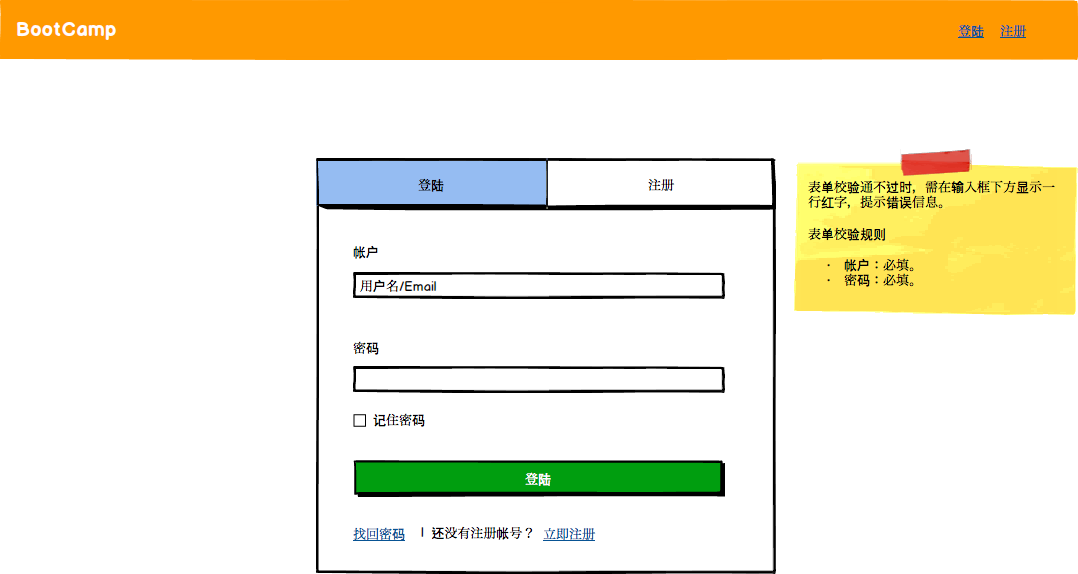 BootCamp
登陆 注册
登陆 注册
表单校验通不过时，需在输入框下方显示一
行红字，提示错误信息。
表单校验规则
· 帐户：必填。
· 密码：必填。
帐户
用户名/Email
密码
记住密码
登陆
找回密码 | 还没有注册帐号？ 立即注册